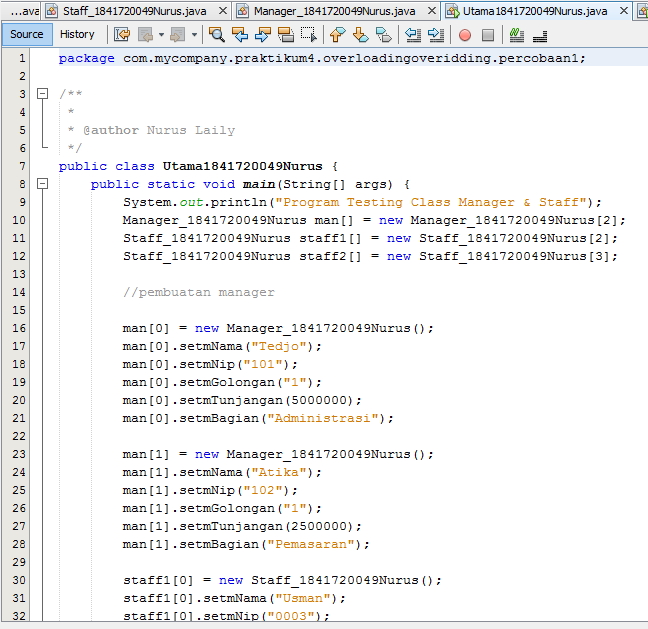 ...ava Staff_1841720049Nurus.java Manager_1841720049Nurus.java Utama1841720049Nurus.java
Source History
1 package com.mycompany.praktikum4.overloadingoveridding.percobaan1;
2
3 /**
4 *
5 * @author Nurus Laily
6 */
7 public class Utama1841720049Nurus {
8 public static void main(String[] args) {
9 System.out.println("Program Testing Class Manager & Staff");
10 Manager_1841720049Nurus man[] = new Manager_1841720049Nurus[2];
11 Staff_1841720049Nurus staff1[] = new Staff_1841720049Nurus[2];
12 Staff_1841720049Nurus staff2[] = new Staff_1841720049Nurus[3];
13
14 //pembuatan manager
15
16 man[0] = new Manager_1841720049Nurus();
17 man[0].setmNama("Tedjo");
18 man[0].setmNip("101");
19 man[0].setmGolongan("1");
20 man[0].setmTunjangan(5000000);
21 man[0].setmBagian("Administrasi");
22
23 man[1] = new Manager_1841720049Nurus();
24 man[1].setmNama("Atika");
25 man[1].setmNip("102");
26 man[1].setmGolongan("1");
27 man[1].setmTunjangan(2500000);
28 man[1].setmBagian("Pemasaran");
29
30 staff1[0] = new Staff_1841720049Nurus();
31 staff1[0].setmNama("Usman");
32 staff1[0].setmNip("0003");